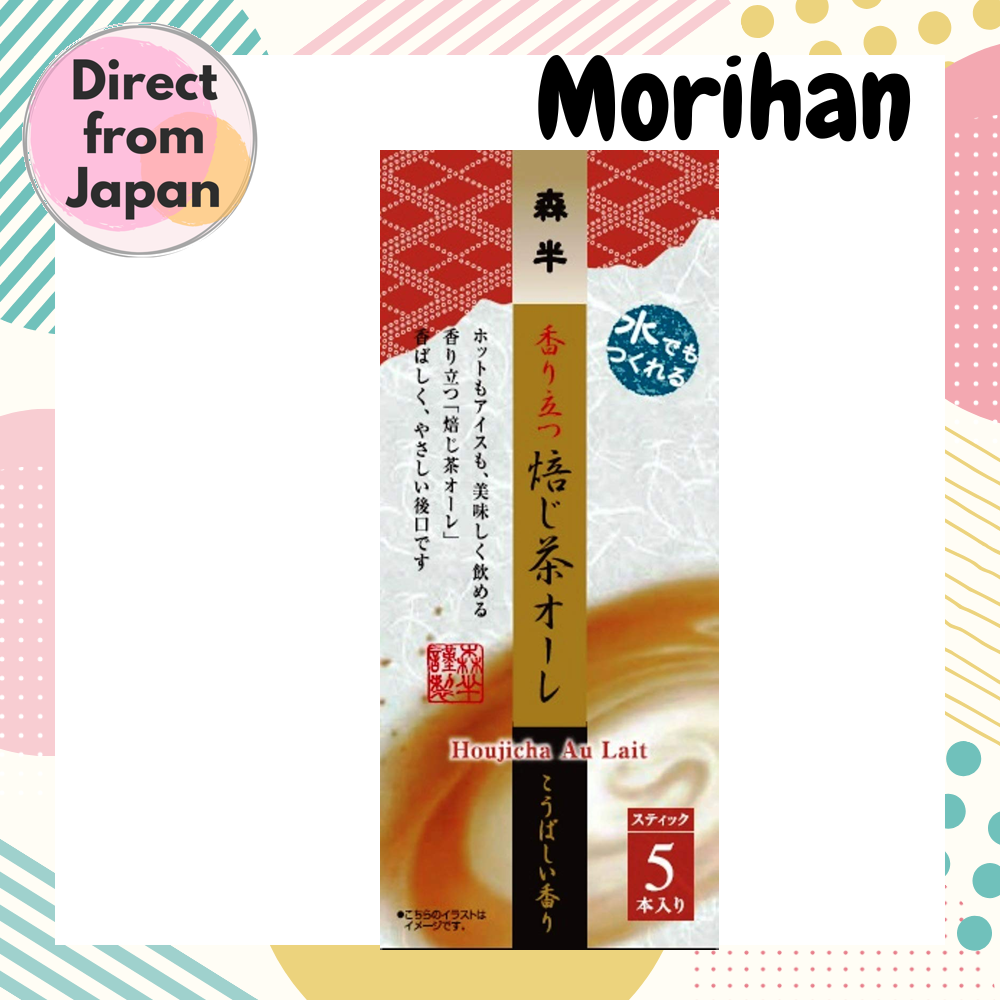 Direct
from
Japan
Morihan
森半
水でも
つくれる
香り立つ焙じ茶オーレ
ホットもアイスも、美味しく飲める
香り立つ「焙じ茶オーレ」
香ばしく、やさしい後口です
森半
謹製
Houjicha Au Lait
こうばしい香り
スティック
5
本入り
●こちらのイラストは
イメージです。